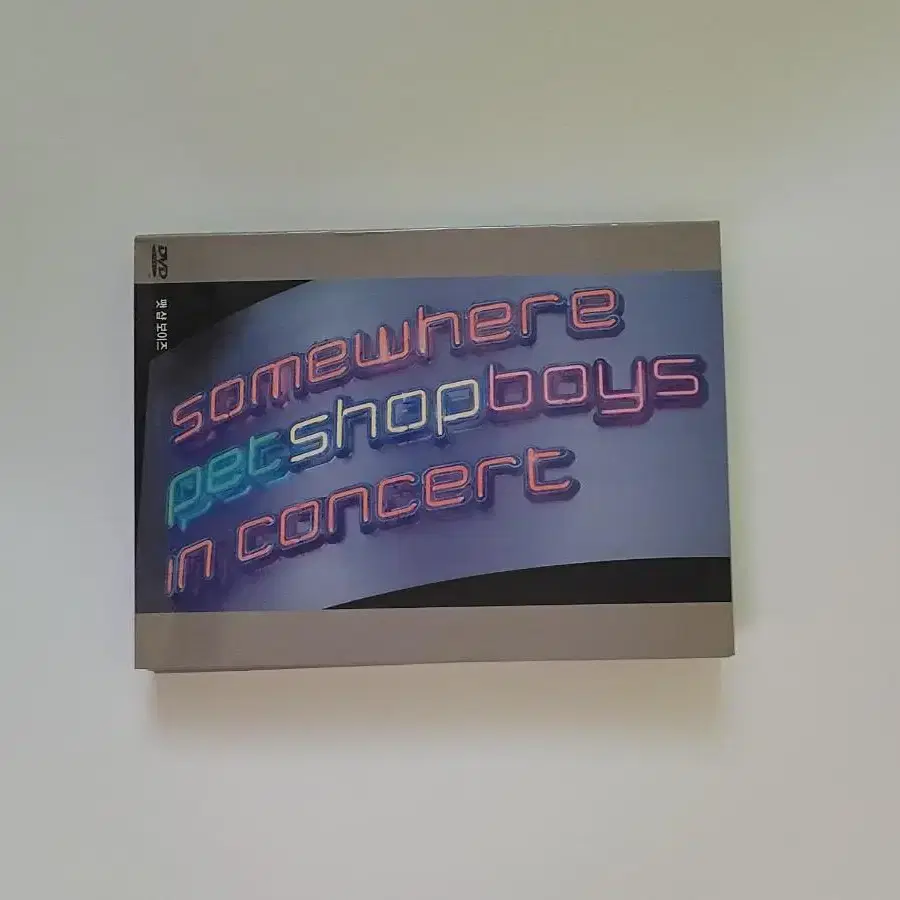 DVD
펫 샵 보이즈
somewhere
petshopboys
in concert